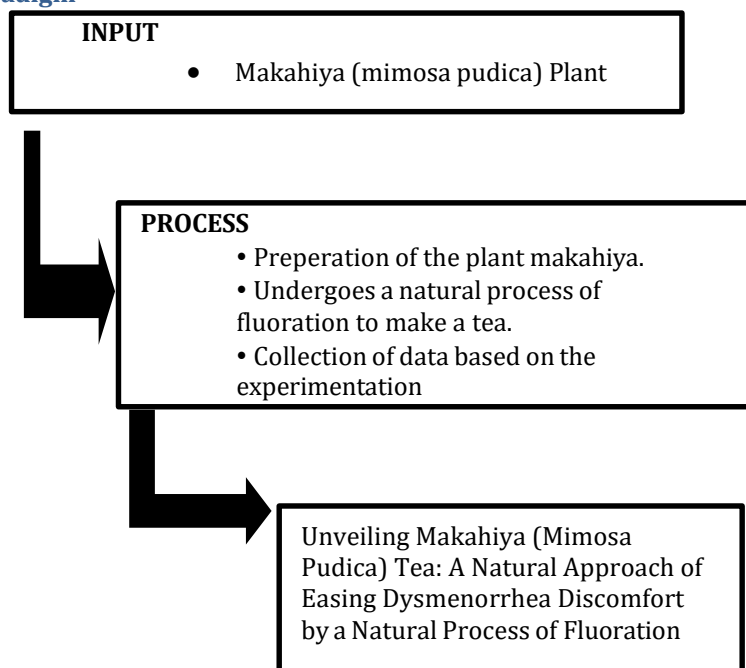 INPUT
• Makahiya (mimosa pudica) Plant
PROCESS
• Preperation of the plant makahiya.
• Undergoes a natural process of
fluoration to make a tea.
• Collection of data based on the
experimentation
Unveiling Makahiya (Mimosa
Pudica) Tea: A Natural Approach of
Easing Dysmenorrhea Discomfort
by a Natural Process of Fluoration